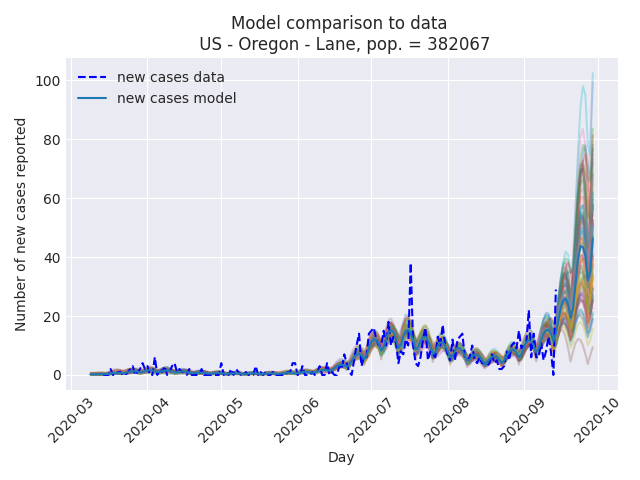 Model comparison to data
US - Oregon - Lane, pop. = 382067
new cases data
new cases model
Number of new cases reported
100
80
60
40
20
0
2020-03
2020-04
2020-05
2020-06
2020-07
2020-08
2020-09
2020-10
Day